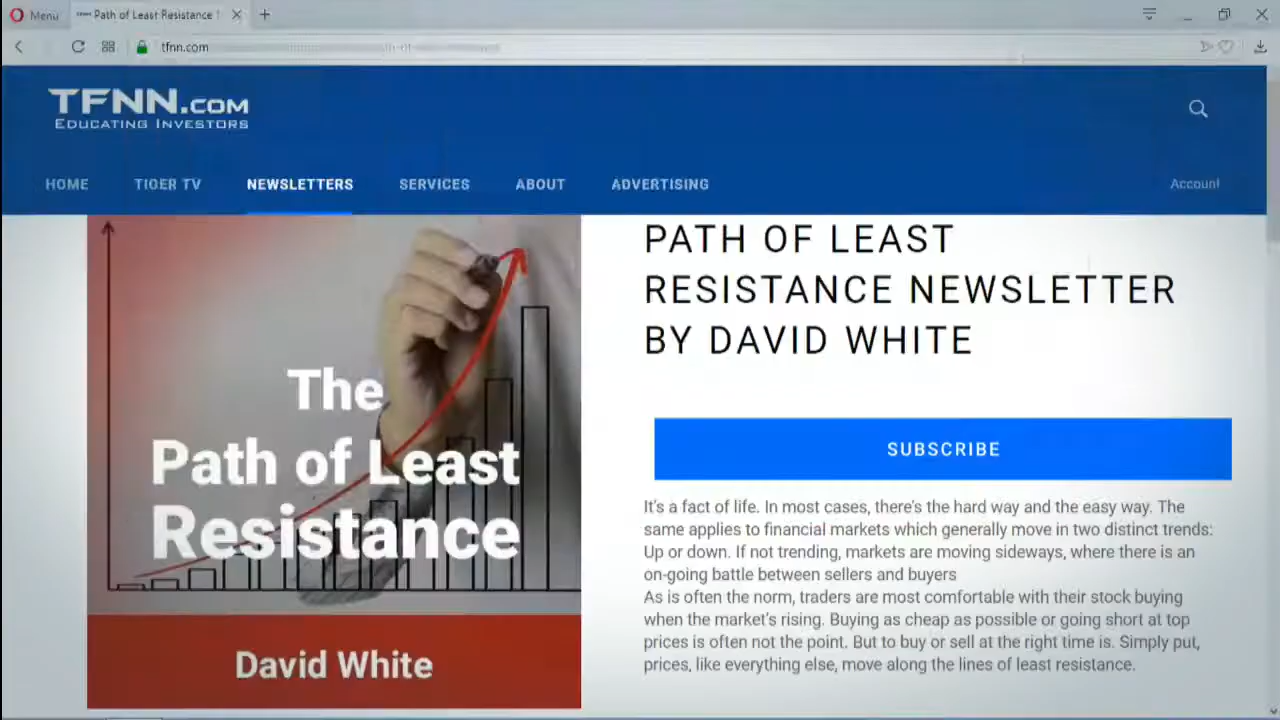 Menu
Path of Least Resistance
tfnn.com
TFNN.COM
EDUCATING INVESTORS
HOME
TIGER TV
NEWSLETTERS
SERVICES
ABOUT
ADVERTISING
Account
The
Path of Least
Resistance
David White
PATH OF LEAST
RESISTANCE NEWSLETTER
BY DAVID WHITE
SUBSCRIBE
It's a fact of life. In most cases, there's the hard way and the easy way. The
same applies to financial markets which generally move in two distinct trends:
Up or down. If not trending, markets are moving sideways, where there is an
on-going battle between sellers and buyers
As is often the norm, traders are most comfortable with their stock buying
when the market's rising. Buying as cheap as possible or going short at top
prices is often not the point. But to buy or sell at the right time is. Simply put,
prices, like everything else, move along the lines of least resistance.